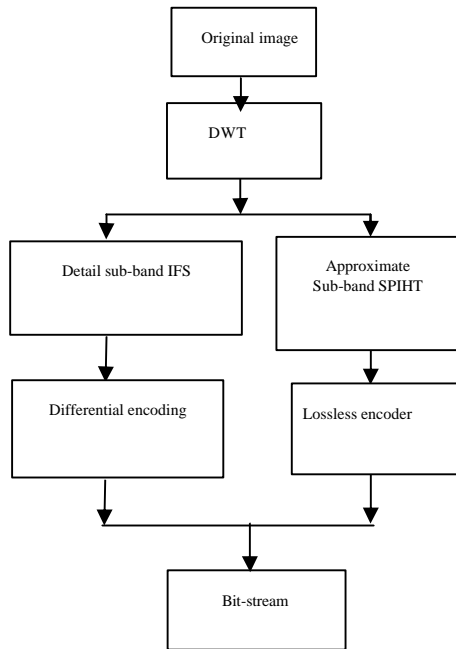 Original image
DWT
Detail sub-band IFS
Approximate
Sub-band SPIHT
Differential encoding
Lossless encoder
Bit-stream